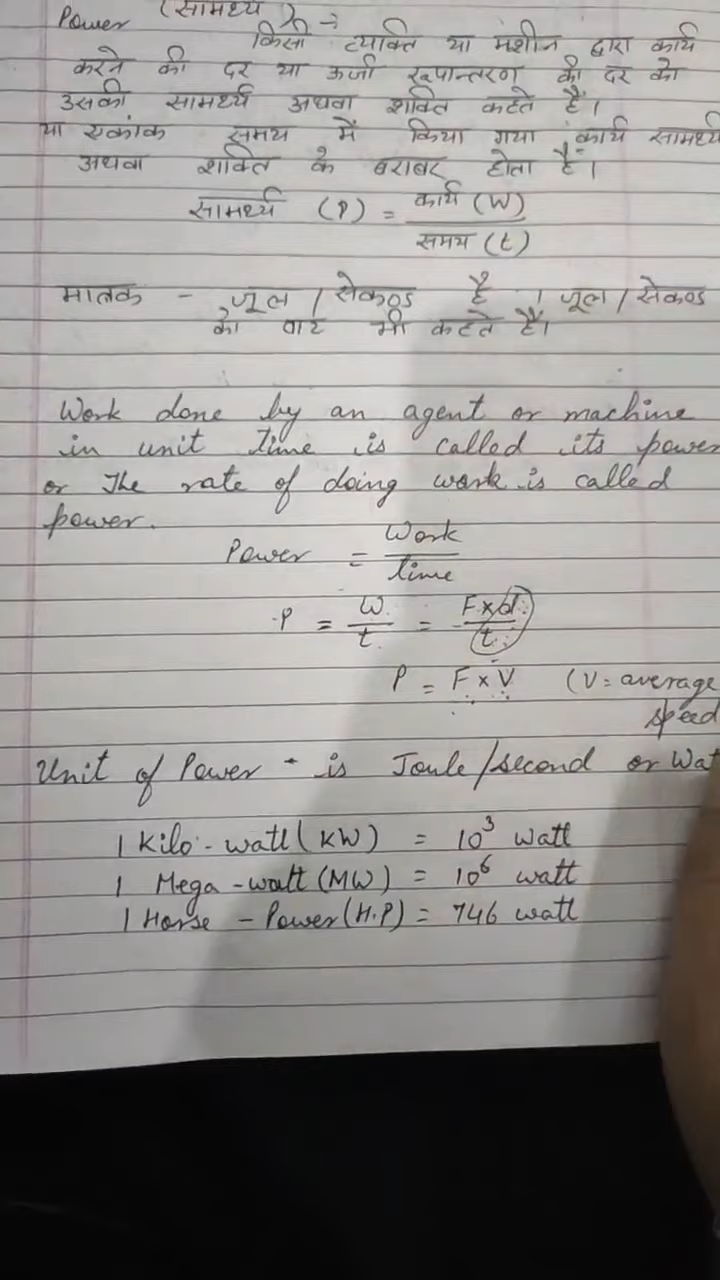 Power (सामर्थ्य) →
किसी व्यक्ति या मशीन द्वारा कार्य
करने की दर या ऊर्जा रूपान्तरण की दर को
उसकी सामर्थ्य अथवा शक्ति कहते हैं।
या एकांक समय में किया गया कार्य सामर्थ्य
अथवा शक्ति के बराबर होता है।
सामर्थ्य (P) = कार्य (W)
समय (t)
मात्रक - जूल / सेकण्ड है । जूल / सेकण्ड
को वाट भी कहते हैं।
Work done by an agent or machine
in unit time is called its power
or The rate of doing work is called
power.
Power = Work
time
P = W/t = F×d/t
P = F × V (V = average
speed
Unit of Power - is Joule/second or Wat
1 Kilo-watt (KW) = 10³ watt
1 Mega-watt (MW) = 10⁶ watt
1 Horse-Power (H.P) = 746 watt